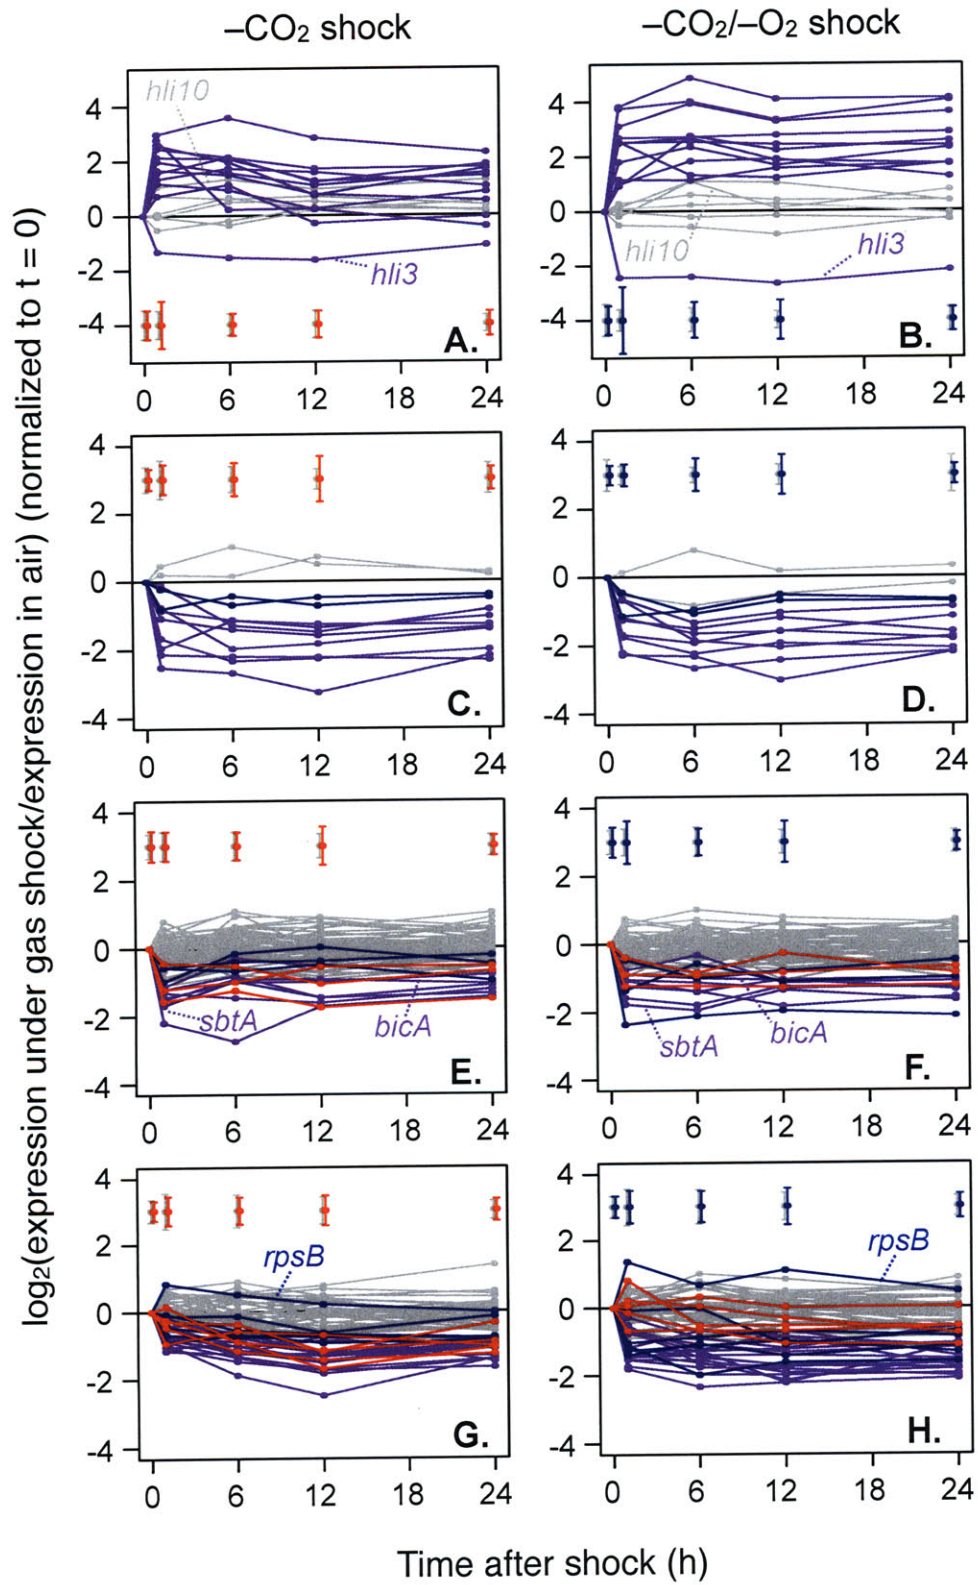 –CO₂ shock
–CO₂/–O₂ shock
log₂(expression under gas shock/expression in air) (normalized to t = 0)
4
2
0
-2
-4
hli10
hli3
A.
0 6 12 18 24
4
2
0
-2
-4
hli10
hli3
B.
0 6 12 18 24
4
2
0
-2
-4
C.
0 6 12 18 24
4
2
0
-2
-4
D.
0 6 12 18 24
4
2
0
-2
-4
sbtA
bicA
E.
0 6 12 18 24
4
2
0
-2
-4
sbtA
bicA
F.
0 6 12 18 24
4
2
0
-2
-4
rpsB
G.
0 6 12 18 24
4
2
0
-2
-4
rpsB
H.
0 6 12 18 24
Time after shock (h)